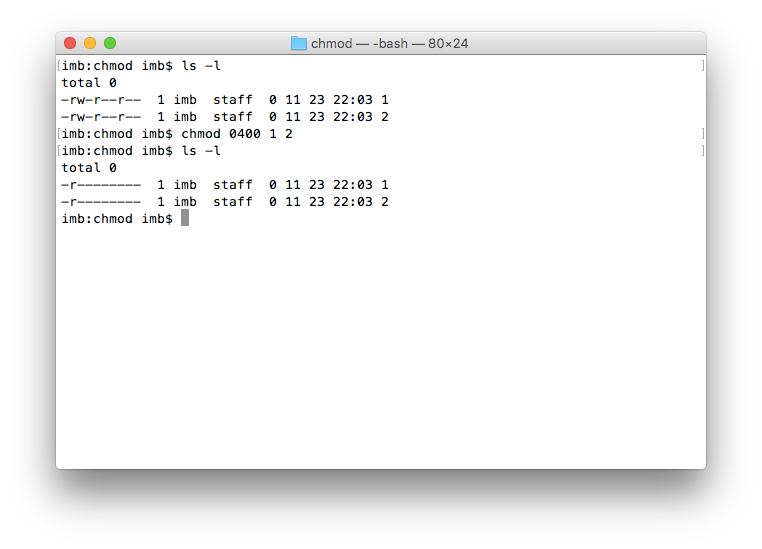 chmod — -bash — 80×24
[imb:chmod imb$ ls -l ]
total 0
-rw-r--r--  1 imb  staff  0 11 23 22:03 1
-rw-r--r--  1 imb  staff  0 11 23 22:03 2
[imb:chmod imb$ chmod 0400 1 2 ]
[imb:chmod imb$ ls -l ]
total 0
-r--------  1 imb  staff  0 11 23 22:03 1
-r--------  1 imb  staff  0 11 23 22:03 2
imb:chmod imb$